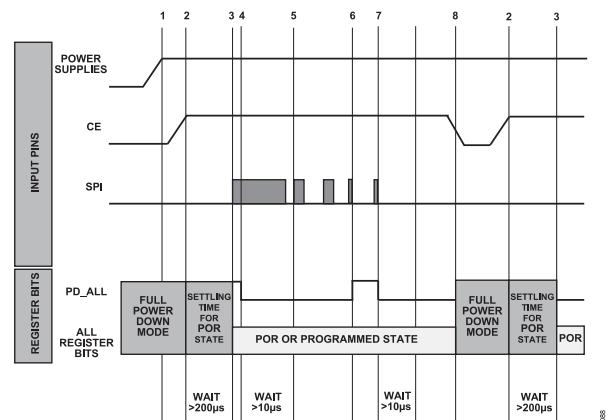 1 2 3 4 5 6 7 8 2 3
POWER
SUPPLIES
CE
SPI
INPUT PINS
PD_ALL
ALL
REGISTER
BITS
REGISTER BITS
FULL
POWER
DOWN
MODE
SETTLING
TIME
FOR
POR
STATE
POR OR PROGRAMMED STATE
FULL
POWER
DOWN
MODE
SETTLING
TIME
FOR
POR
STATE
POR
WAIT
>200µs
WAIT
>10µs
WAIT
>10µs
WAIT
>200µs